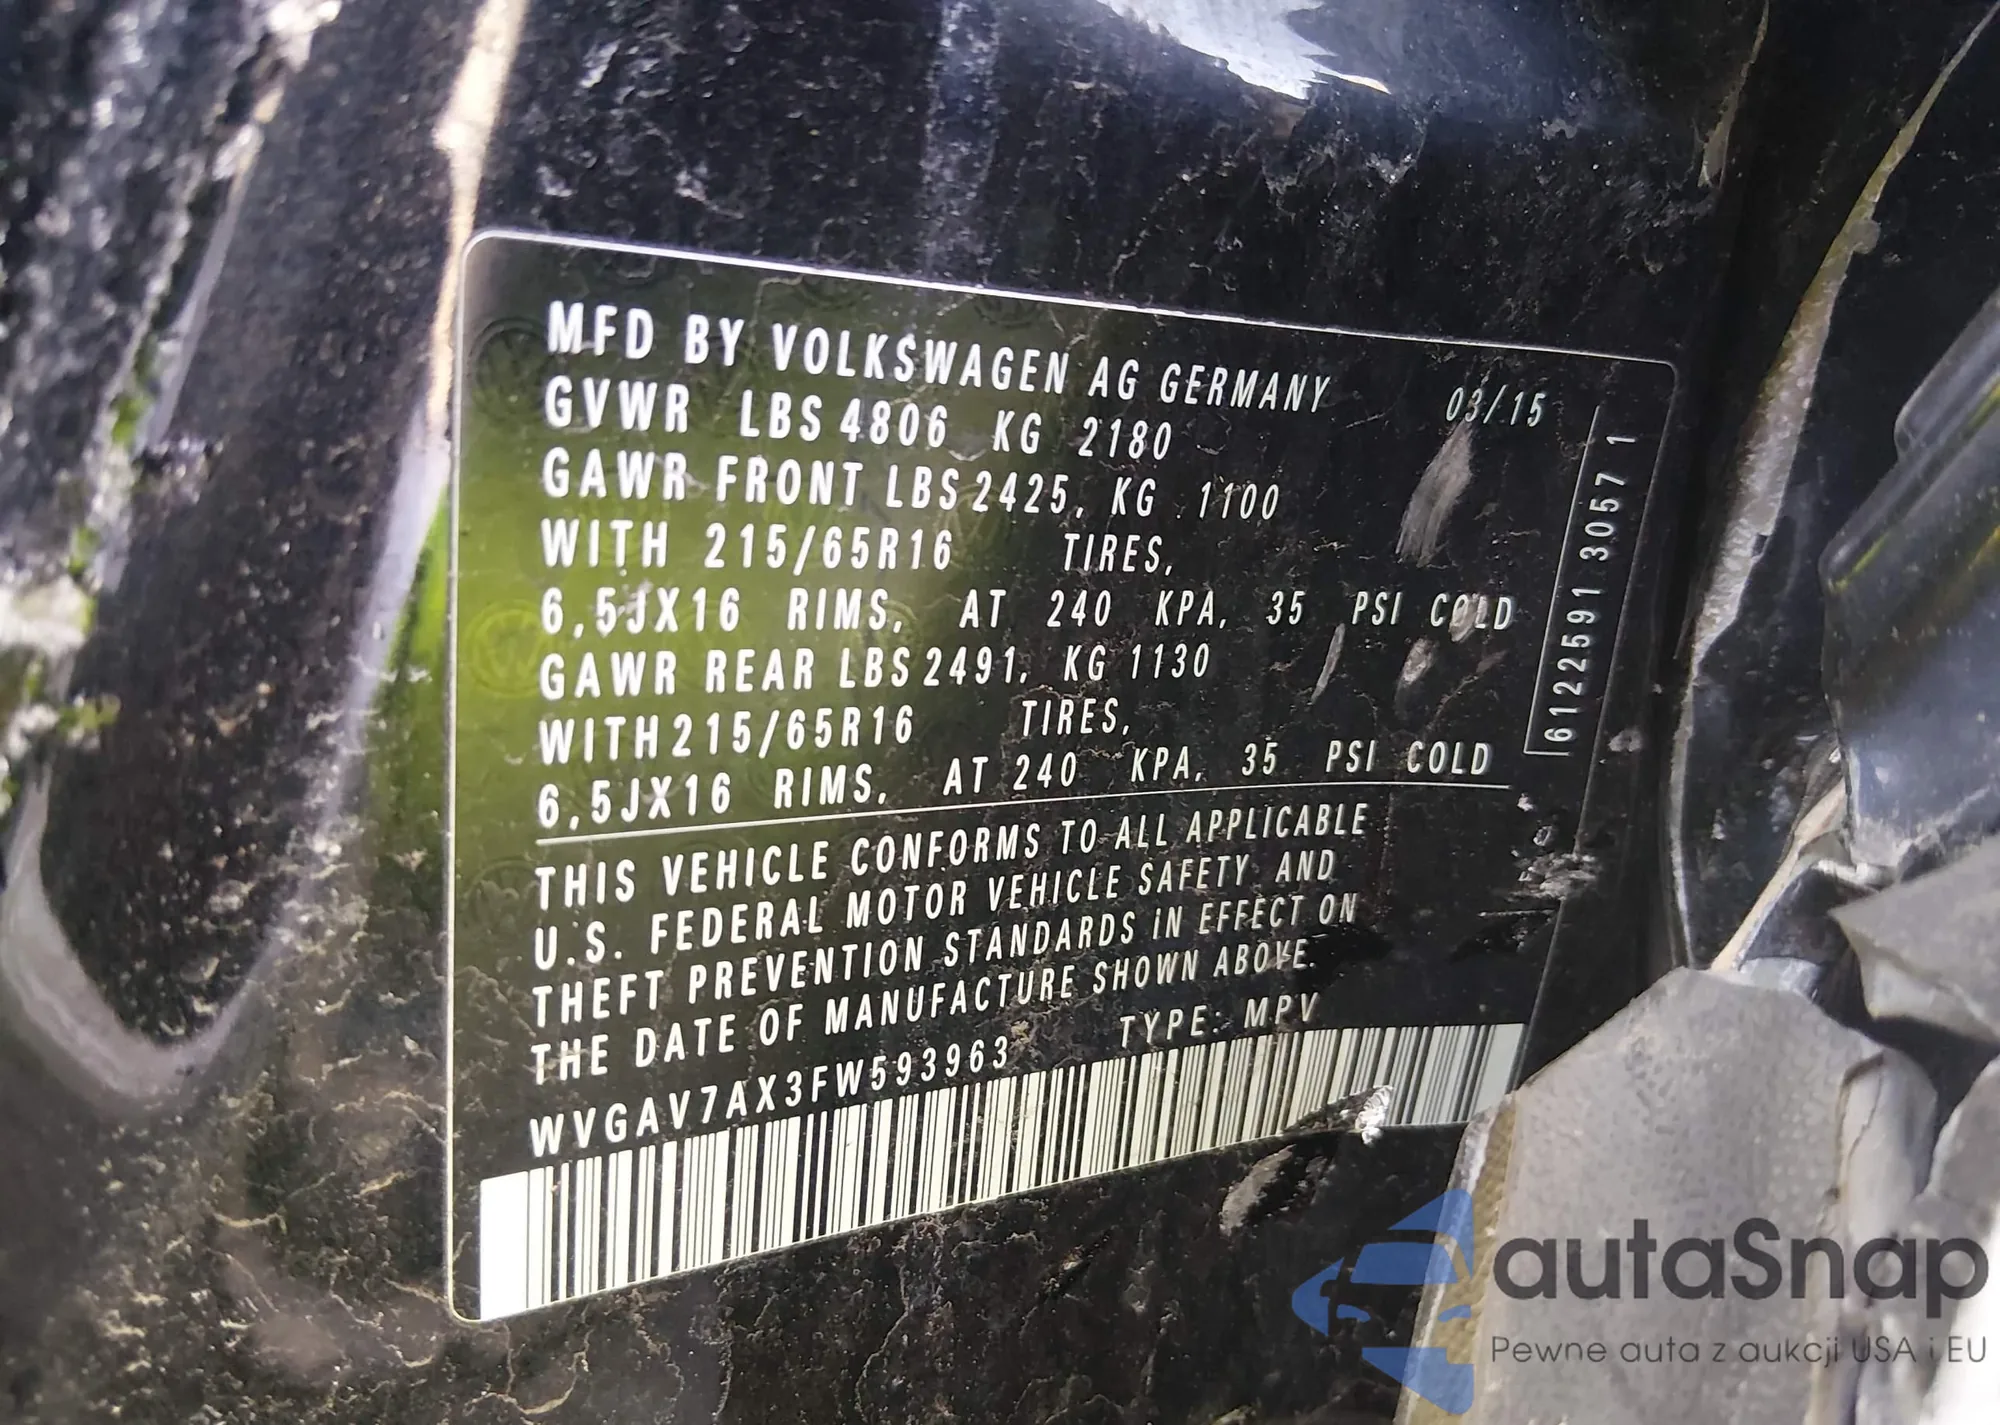 MFD BY VOLKSWAGEN AG GERMANY 03/15
GVWR LBS 4806 KG 2180
GAWR FRONT LBS 2425, KG 1100
WITH 215/65R16 TIRES,
6,5JX16 RIMS, AT 240 KPA, 35 PSI COLD
GAWR REAR LBS 2491, KG 1130
WITH 215/65R16 TIRES,
6,5JX16 RIMS, AT 240 KPA, 35 PSI COLD
6122591 3057 1
THIS VEHICLE CONFORMS TO ALL APPLICABLE
U.S. FEDERAL MOTOR VEHICLE SAFETY AND
THEFT PREVENTION STANDARDS iN EFFECT ON
THE DATE OF MANUFACTURE SHOWN ABOVE.
WVGAV7AX3FW593963 TYPE: MPV
autaSnap
Pewne auta z aukcji USA i EU